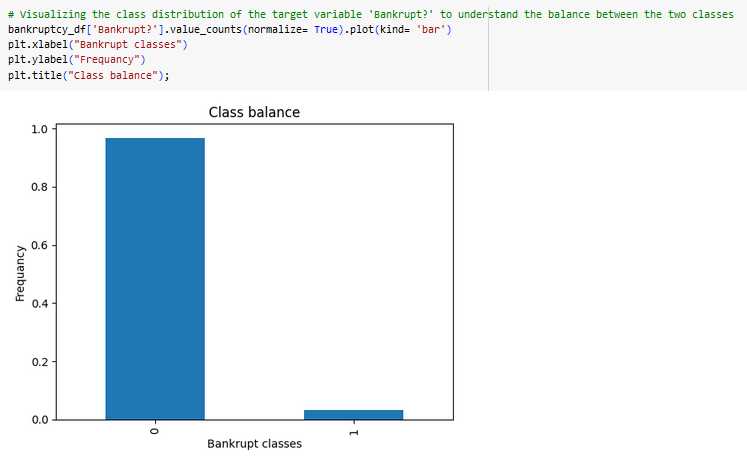 # Visualizing the class distribution of the target variable 'Bankrupt?' to understand the balance between the two classes
bankruptcy_df['Bankrupt?'].value_counts(normalize= True).plot(kind= 'bar')
plt.xlabel("Bankrupt classes")
plt.ylabel("Frequancy")
plt.title("Class balance");
Class balance
1.0
0.8
0.6
0.4
0.2
0.0
Frequancy
0
1
Bankrupt classes